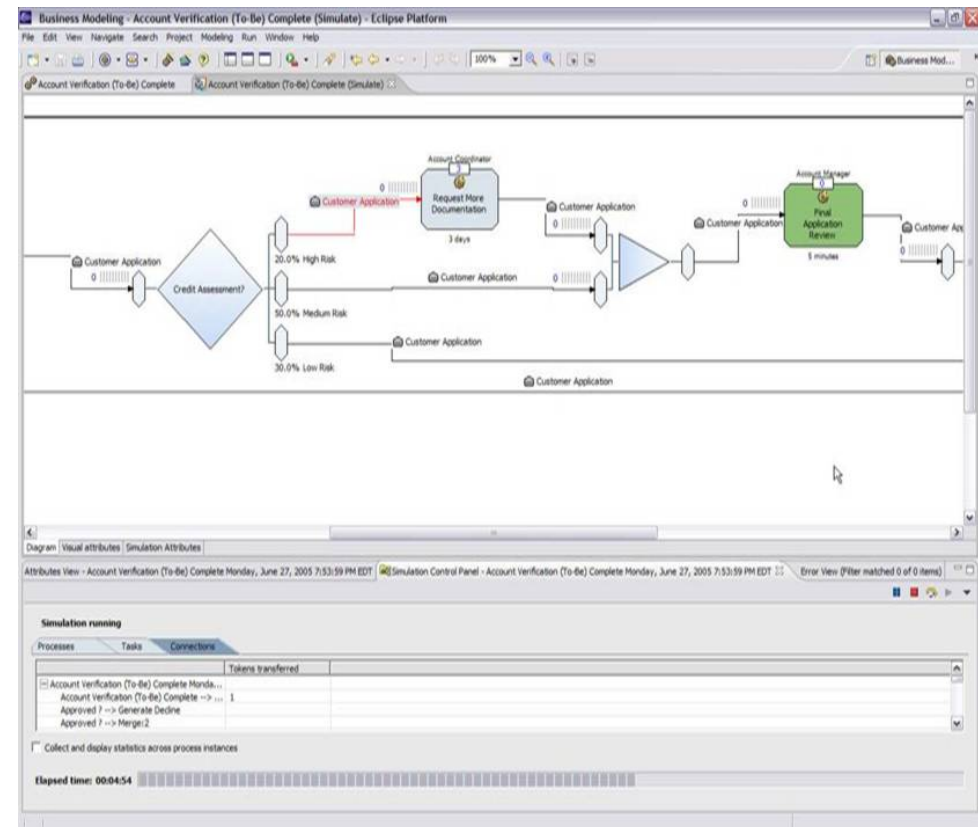 Business Modeling - Account Verification (To-Be) Complete (Simulate) - Eclipse Platform
File Edit View Navigate Search Project Modeling Run Window Help
100%
Business Mod...
Account Verification (To-Be) Complete
Account Verification (To-Be) Complete (Simulate)
Account Coordinator
0
Customer Application
Request More
Documentation
3 days
Customer Application
0
Account Manager
0
0
Final
Application
Review
5 minutes
Customer Application
Customer App
0
Customer Application
0
Credit Assessment?
20.0% High Risk
Customer Application
0
50.0% Medium Risk
Customer Application
30.0% Low Risk
Customer Application
Diagram Visual attributes Simulation Attributes
Attributes View - Account Verification (To-Be) Complete Monday, June 27, 2005 7:53:59 PM EDT
Simulation Control Panel - Account Verification (To-Be) Complete Monday, June 27, 2005 7:53:59 PM EDT
Error View (Filter matched 0 of 0 items)
Simulation running
Processes Tasks Connections
Tokens transferred
Account Verification (To-Be) Complete Monda...
Account Verification (To-Be) Complete --> ... 1
Approved ? --> Generate Decline
Approved ? --> Merge:2
Collect and display statistics across process instances
Elapsed time: 00:04:54